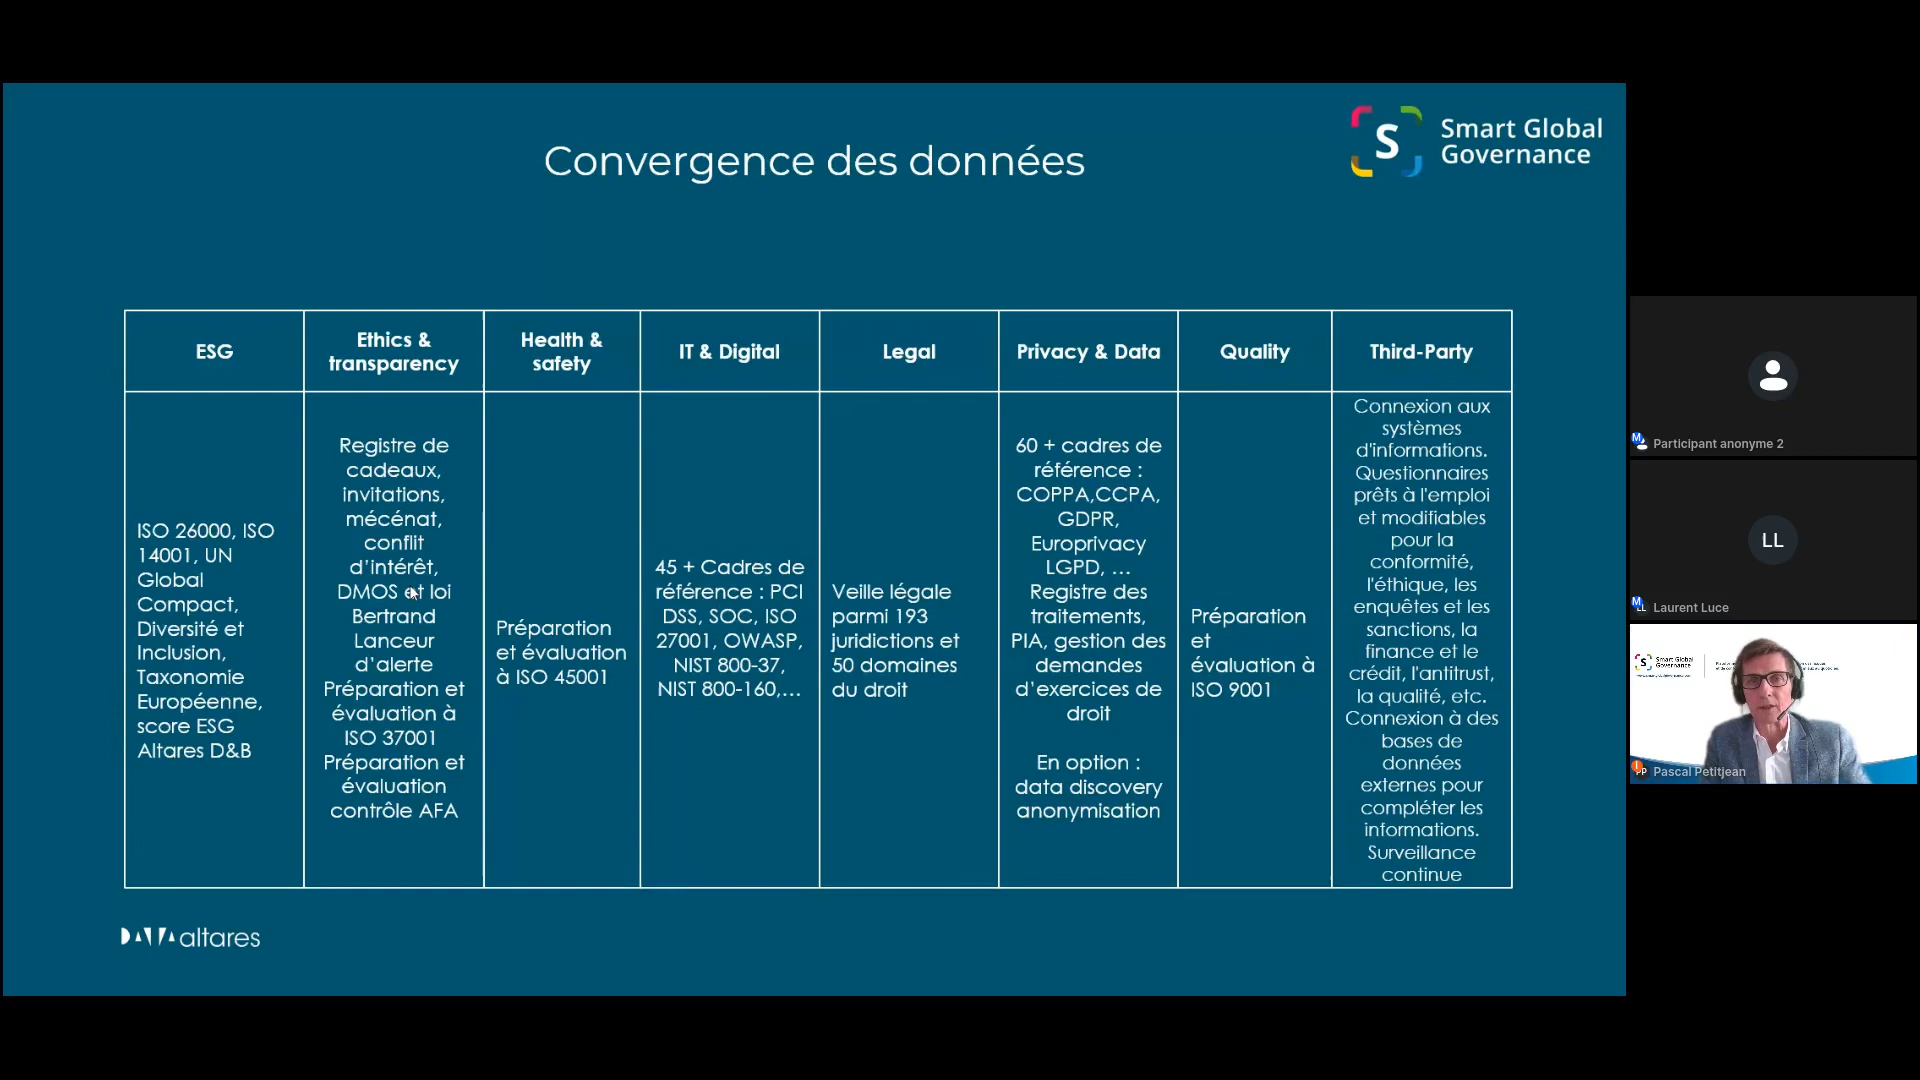 Convergence des données
S
Smart Global
Governance
ESG
Ethics &
transparency
Health &
safety
IT & Digital
Legal
Privacy & Data
Quality
Third-Party
ISO 26000, ISO
14001, UN
Global
Compact,
Diversité et
Inclusion,
Taxonomie
Européenne,
score ESG
Altares D&B
Registre de
cadeaux,
invitations,
mécénat,
conflit
d'intérêt,
DMOS et loi
Bertrand
Lanceur
d'alerte
Préparation et
évaluation à
ISO 37001
Préparation et
évaluation
contrôle AFA
Préparation
et évaluation
à ISO 45001
45 + Cadres de
référence : PCI
DSS, SOC, ISO
27001, OWASP,
NIST 800-37,
NIST 800-160,...
Veille légale
parmi 193
juridictions et
50 domaines
du droit
60 + cadres de
référence :
COPPA,CCPA,
GDPR,
Europrivacy
LGPD, ...
Registre des
traitements,
PIA, gestion des
demandes
d'exercices de
droit
En option :
data discovery
anonymisation
Préparation
et
évaluation à
ISO 9001
Connexion aux
systèmes
d'informations.
Questionnaires
prêts à l'emploi
et modifiables
pour la
conformité,
l'éthique, les
enquêtes et les
sanctions, la
finance et le
crédit, l'antitrust,
la qualité, etc.
Connexion à des
bases de
données
externes pour
compléter les
informations.
Surveillance
continue
DATA altares
M
Participant anonyme 2
LL
M
LL
Laurent Luce
Smart Global
Governance
PP
Pascal Petitjean